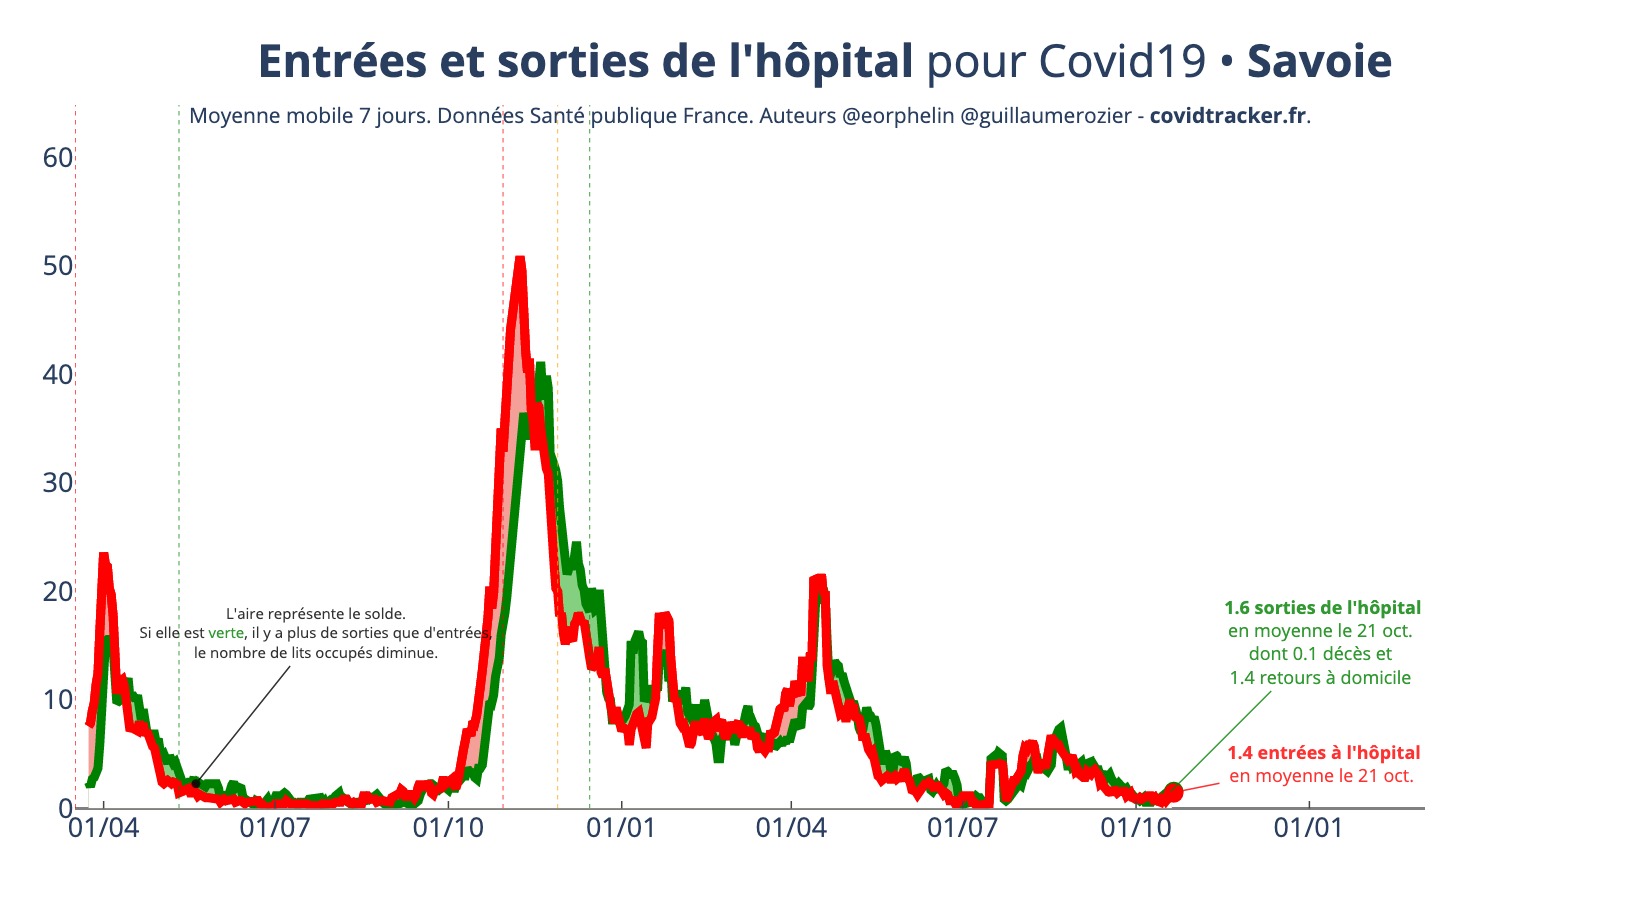 Entrées et sorties de l'hôpital pour Covid19 • Savoie
Moyenne mobile 7 jours. Données Santé publique France. Auteurs @eorphelin @guillaumerozier - covidtracker.fr.
60
50
40
30
20
10
0
L'aire représente le solde.
Si elle est verte, il y a plus de sorties que d'entrées,
le nombre de lits occupés diminue.
1.6 sorties de l'hôpital
en moyenne le 21 oct.
dont 0.1 décès et
1.4 retours à domicile
1.4 entrées à l'hôpital
en moyenne le 21 oct.
01/04 01/07 01/10 01/01 01/04 01/07 01/10 01/01